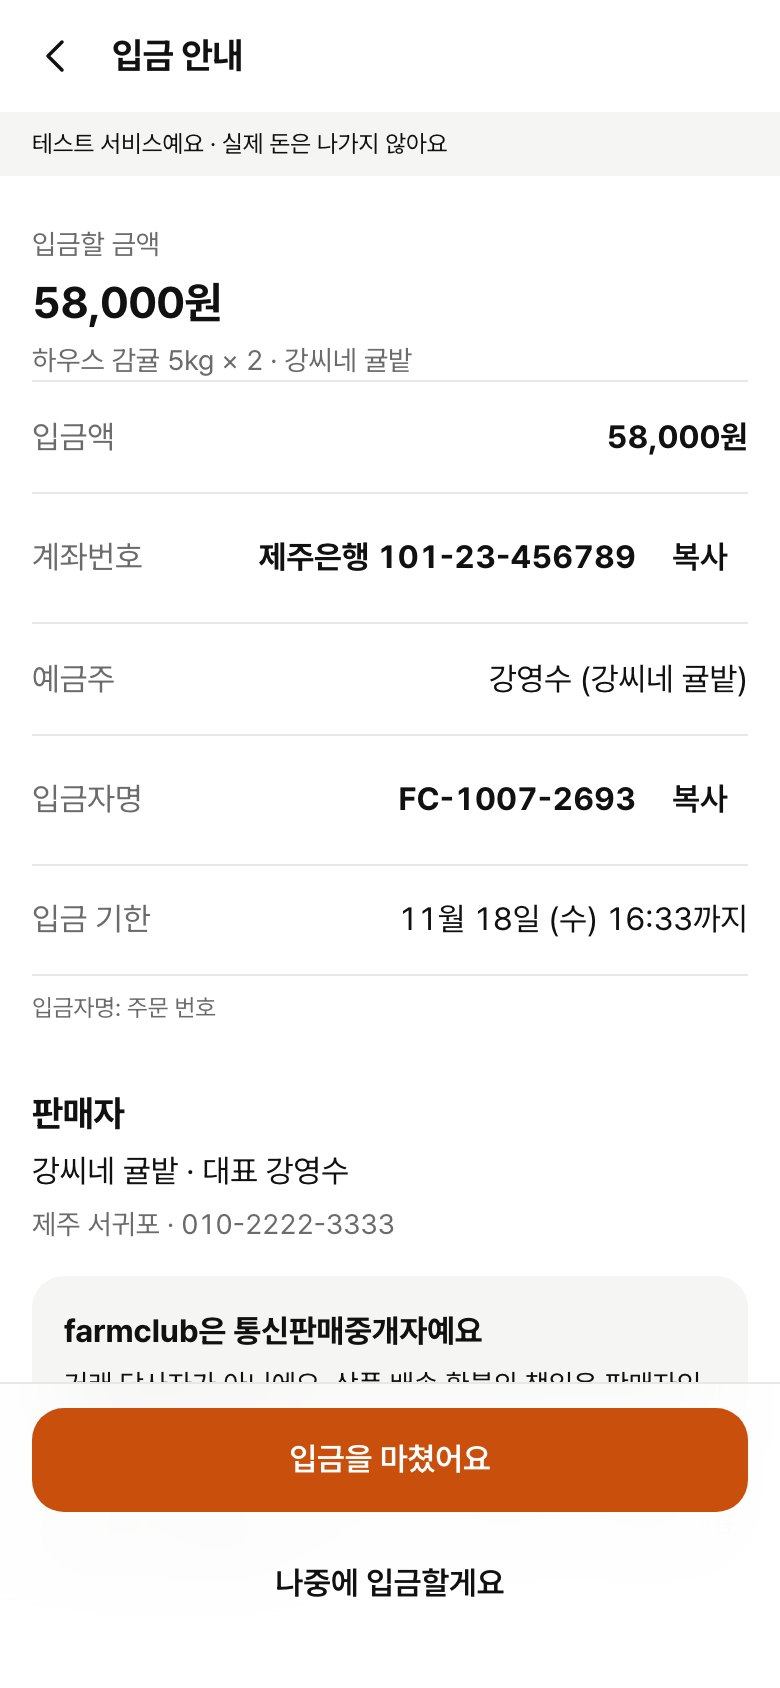 입금 안내
테스트 서비스예요 · 실제 돈은 나가지 않아요
입금할 금액
58,000원
하우스 감귤 5kg × 2 · 강씨네 귤밭
입금액 58,000원
계좌번호 제주은행 101-23-456789 복사
예금주 강영수 (강씨네 귤밭)
입금자명 FC-1007-2693 복사
입금 기한 11월 18일 (수) 16:33까지
입금자명: 주문 번호
판매자
강씨네 귤밭 · 대표 강영수
제주 서귀포 · 010-2222-3333
farmclub은 통신판매중개자예요
입금을 마쳤어요
나중에 입금할게요